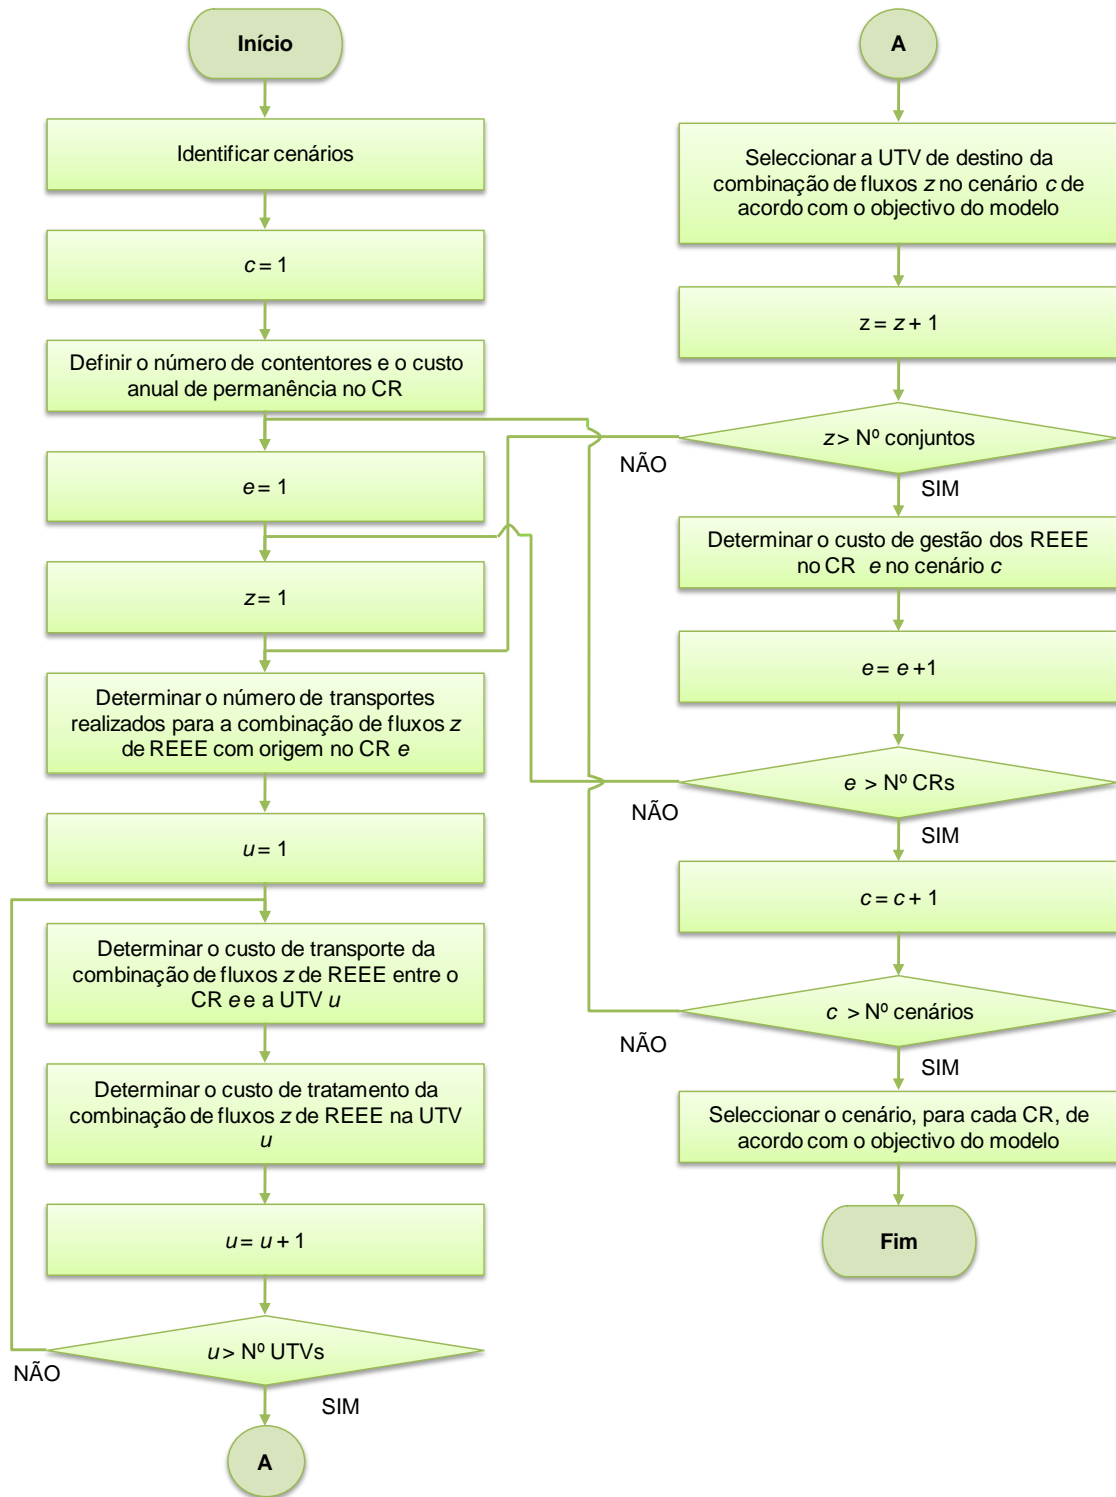 Início
Identificar cenários
c = 1
Definir o número de contentores e o custo
anual de permanência no CR
e = 1
z = 1
Determinar o número de transportes
realizados para a combinação de fluxos z
de REEE com origem no CR e
u = 1
Determinar o custo de transporte da
combinação de fluxos z de REEE entre o
CR e e a UTV u
Determinar o custo de tratamento da
combinação de fluxos z de REEE na UTV
u
u = u + 1
u > Nº UTVs
NÃO
SIM
A
A
Seleccionar a UTV de destino da
combinação de fluxos z no cenário c de
acordo com o objectivo do modelo
z = z + 1
z > Nº conjuntos
NÃO
SIM
Determinar o custo de gestão dos REEE
no CR e no cenário c
e = e +1
e > Nº CRs
NÃO
SIM
c = c + 1
c > Nº cenários
NÃO
SIM
Seleccionar o cenário, para cada CR, de
acordo com o objectivo do modelo
Fim